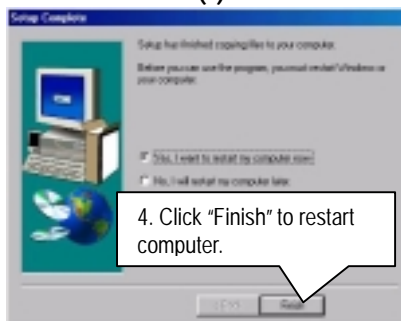 Setup Complete
Setup has finished copying files to your computer.
Before you can use the program, you must restart Windows or
your computer.
Yes, I want to restart my computer now.
No, I will restart my computer later.
4. Click “Finish” to restart
computer.
< Back
Finish